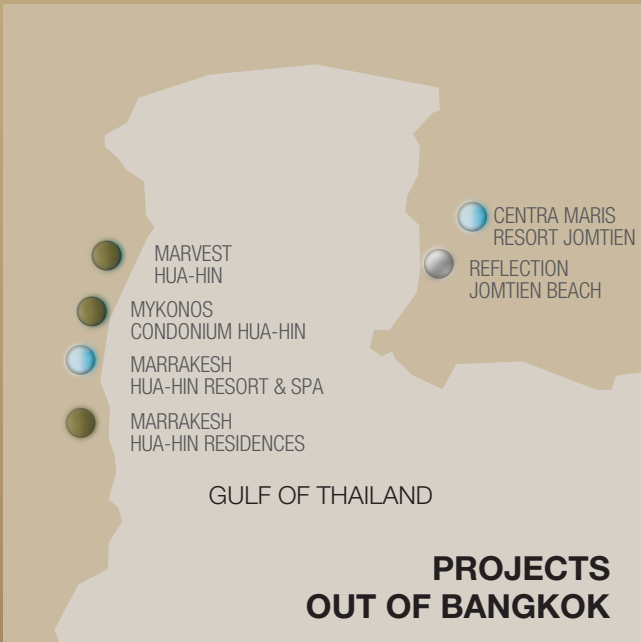 CENTRA MARIS
RESORT JOMTIEN
REFLECTION
JOMTIEN BEACH
MARVEST
HUA-HIN
MYKONOS
CONDONIUM HUA-HIN
MARRAKESH
HUA-HIN RESORT & SPA
MARRAKESH
HUA-HIN RESIDENCES
GULF OF THAILAND
PROJECTS
OUT OF BANGKOK